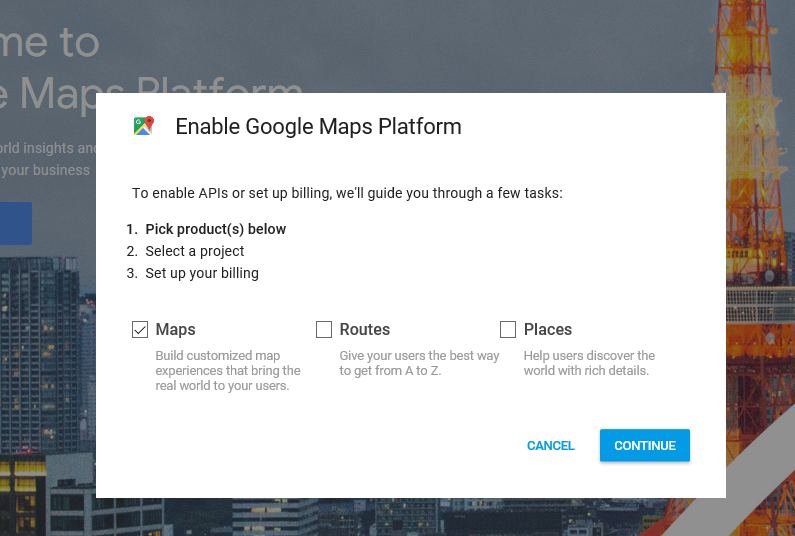 me to
e Maps Platform
orld insights and
your business
Enable Google Maps Platform
To enable APIs or set up billing, we'll guide you through a few tasks:
1. Pick product(s) below
2. Select a project
3. Set up your billing
Maps
Build customized map
experiences that bring the
real world to your users.
Routes
Give your users the best way
to get from A to Z.
Places
Help users discover the
world with rich details.
CANCEL
CONTINUE